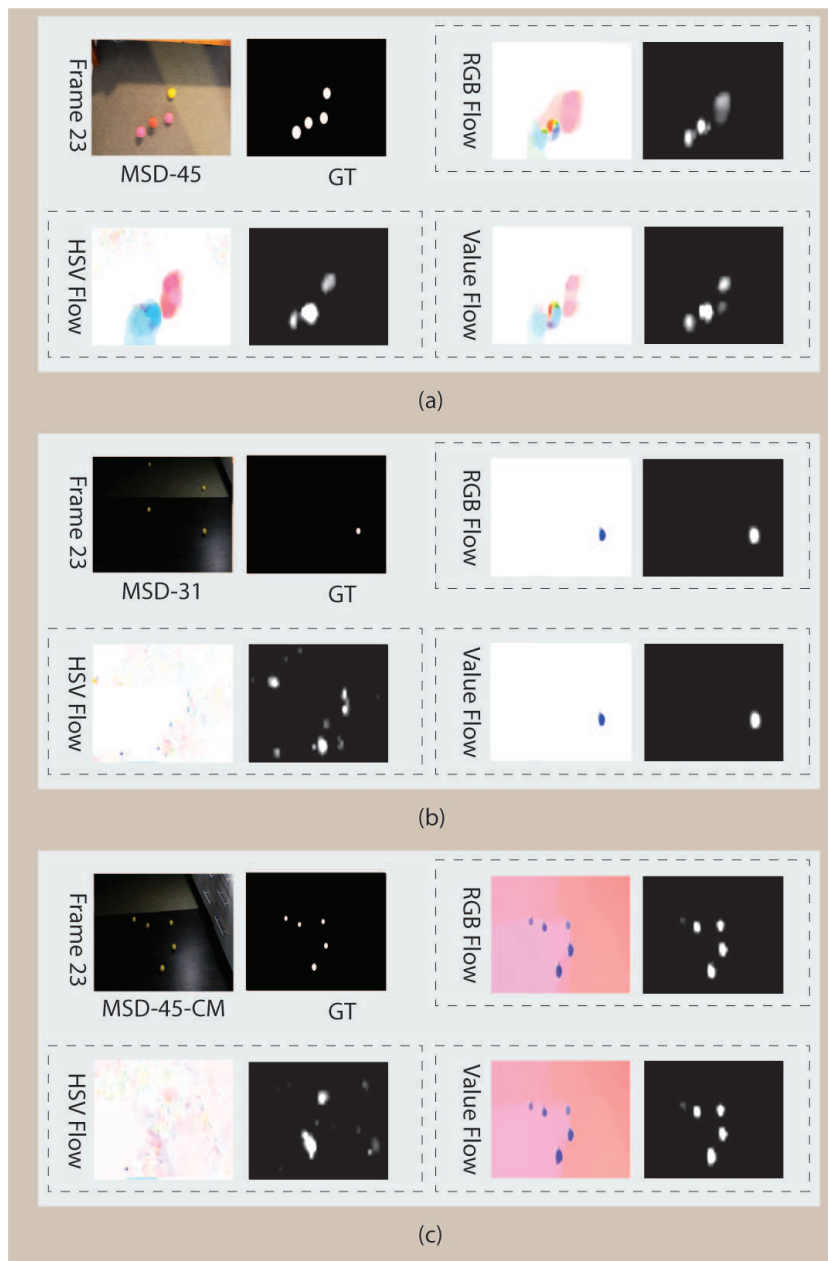 Frame 23
MSD-45
GT
RGB Flow
HSV Flow
Value Flow
(a)
Frame 23
MSD-31
GT
RGB Flow
HSV Flow
Value Flow
(b)
Frame 23
MSD-45-CM
GT
RGB Flow
HSV Flow
Value Flow
(c)